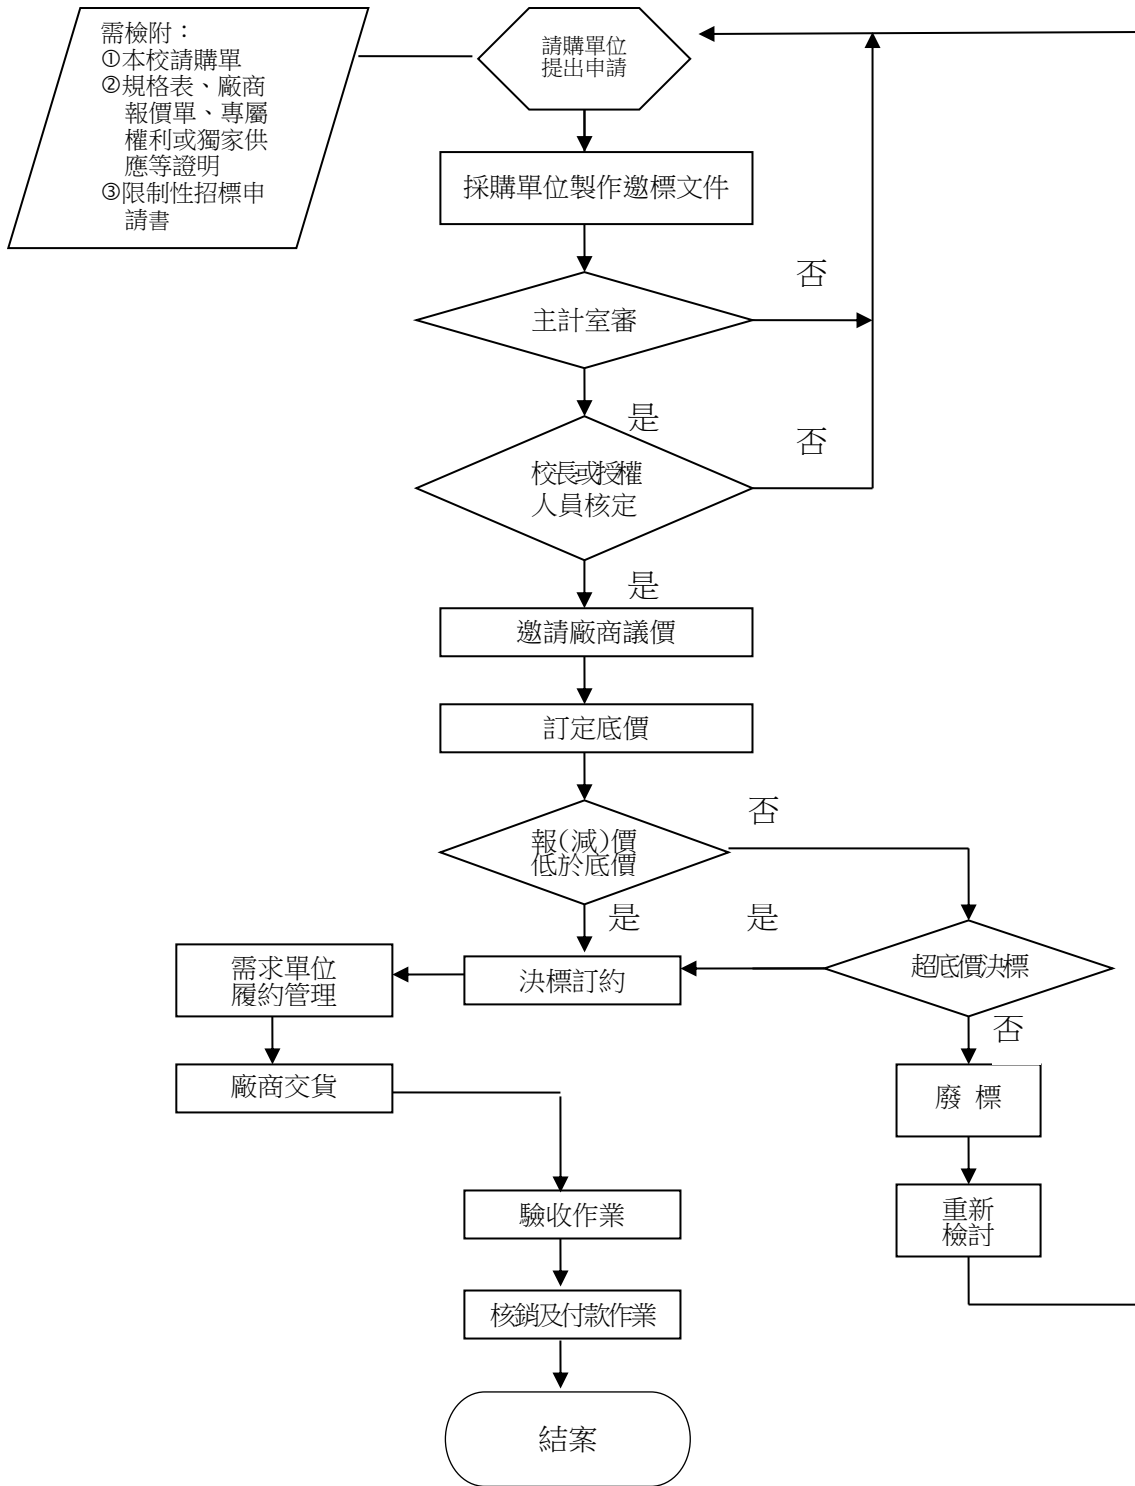 需檢附：
①本校請購單
②規格表、廠商
報價單、專屬
權利或獨家供
應等證明
③限制性招標申
請書
請購單位
提出申請
採購單位製作邀標文件
否
主計室審
是
否
校長或授權
人員核定
是
邀請廠商議價
訂定底價
否
報(減)價
低於底價
是
是
需求單位
履約管理
決標訂約
超底價決標
否
廠商交貨
廢 標
驗收作業
重新
檢討
核銷及付款作業
結案